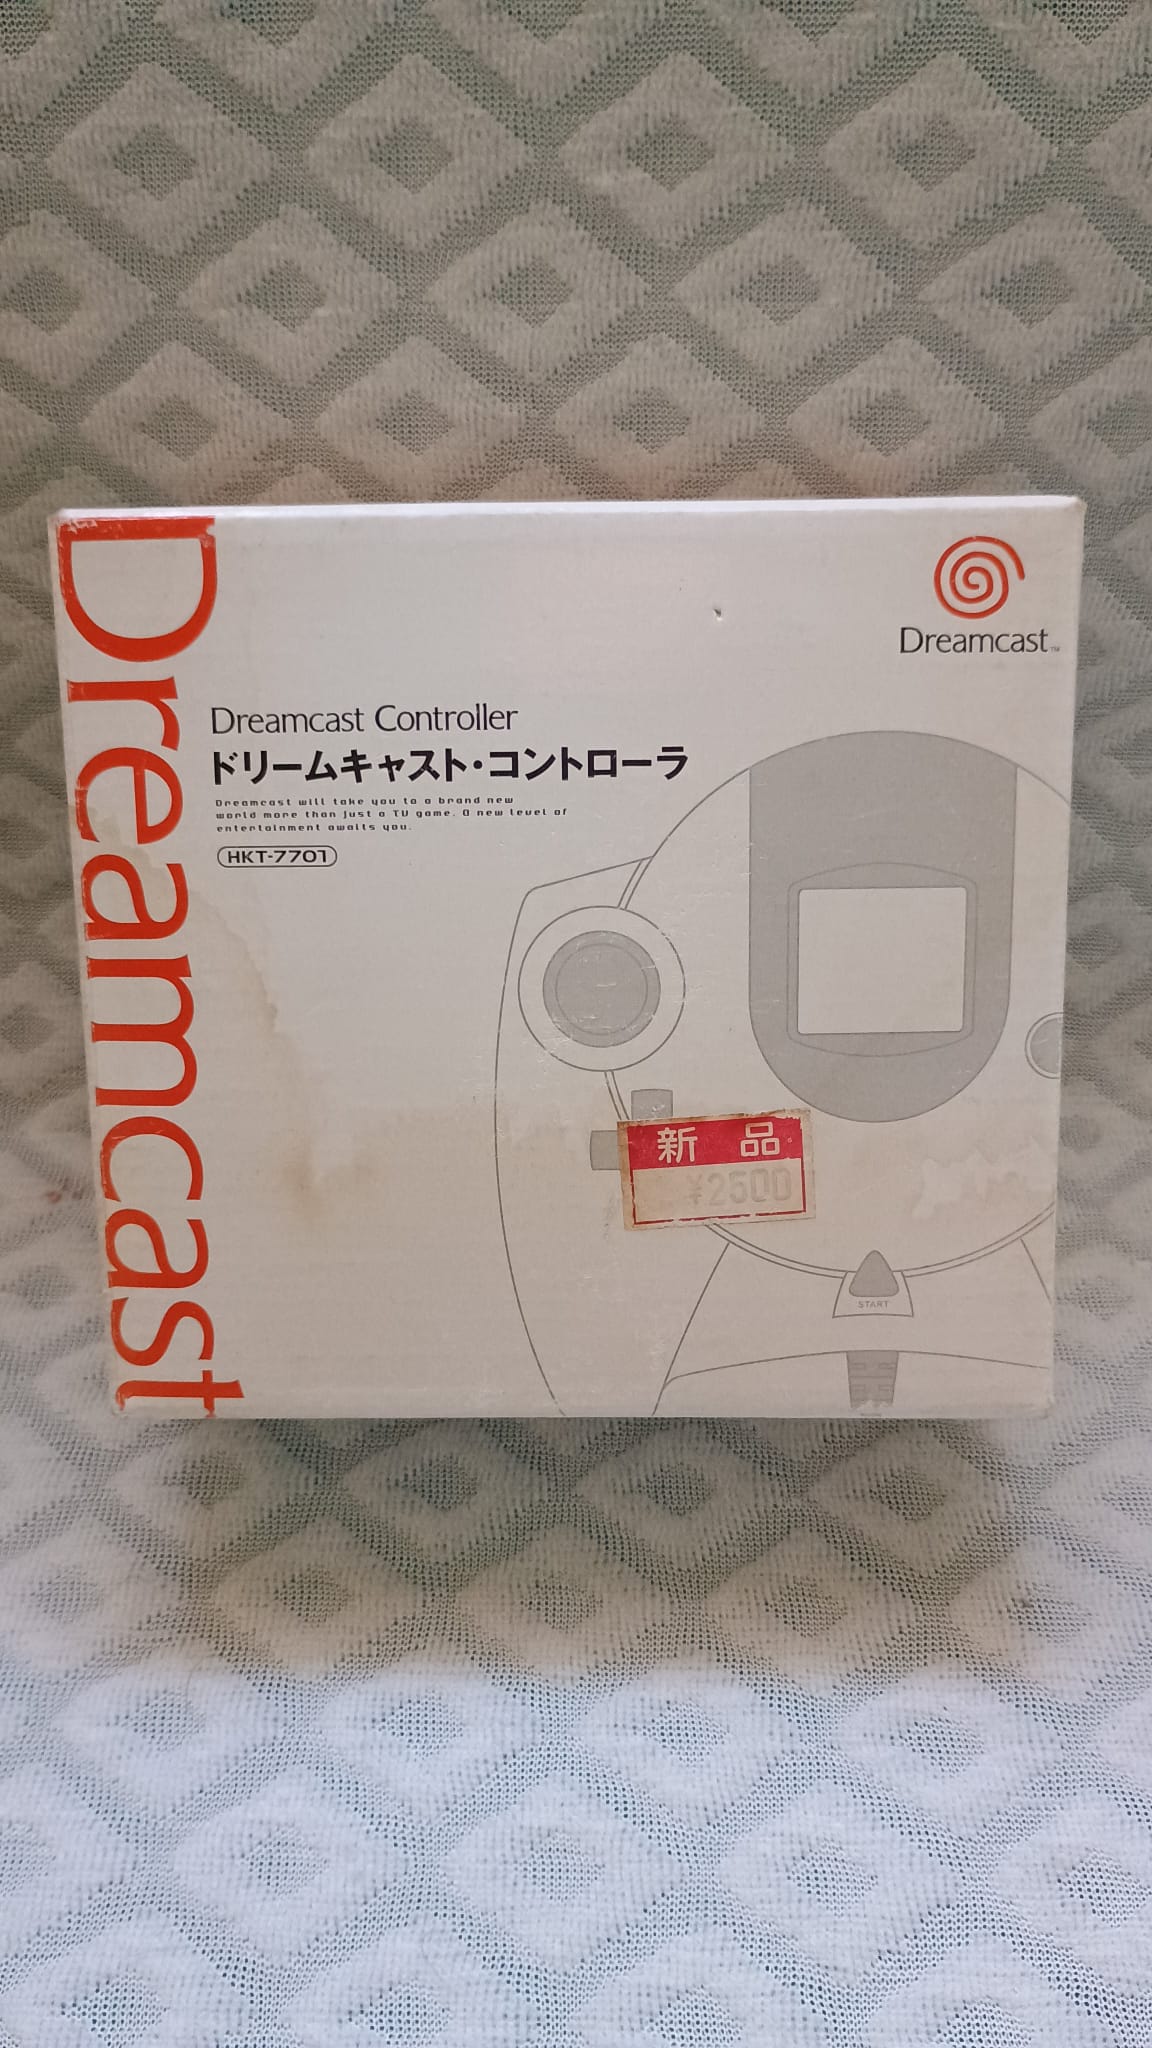 Dreamcast
Dreamcast™
Dreamcast Controller
ドリームキャスト・コントローラ
Dreamcast will take you to a brand new
world more than just a TV game. A new level of
entertainment awaits you.
HKT-7701
新 品
¥2500
START